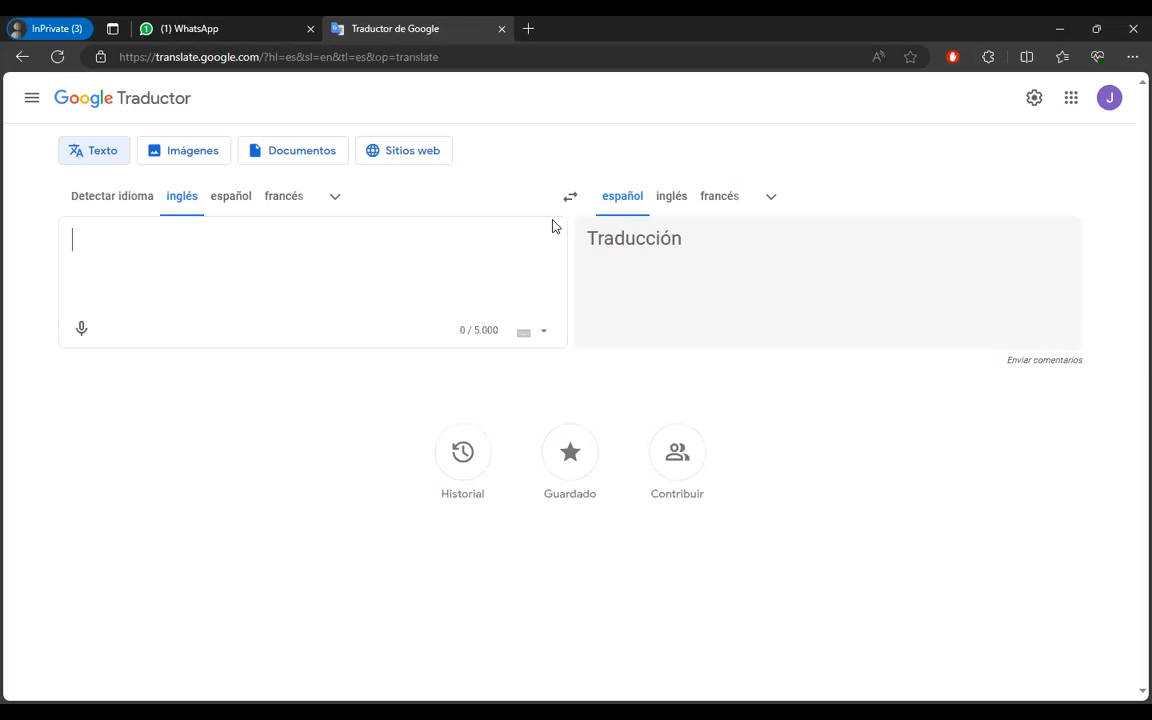 InPrivate (3)
(1) WhatsApp
Traductor de Google
https://translate.google.com/?hl=es&sl=en&tl=es&op=translate
Google Traductor
J
Texto
Imágenes
Documentos
Sitios web
Detectar idioma inglés español francés
español inglés francés
Traducción
0 / 5.000
Enviar comentarios
Historial
Guardado
Contribuir